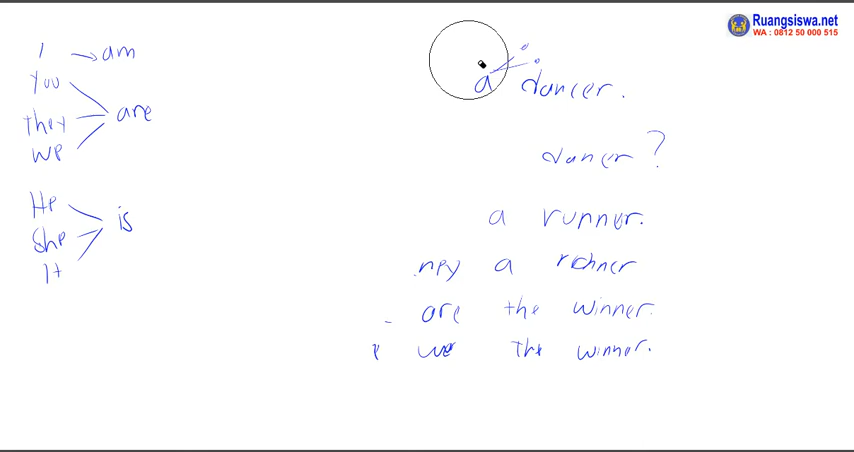 Ruangsiswa.net
WA : 0812 50 000 515
I → am
You
They
we
are
He
She
It
is
a dancer.
dancer?
a runner.
a
are the winner.
we the winner.